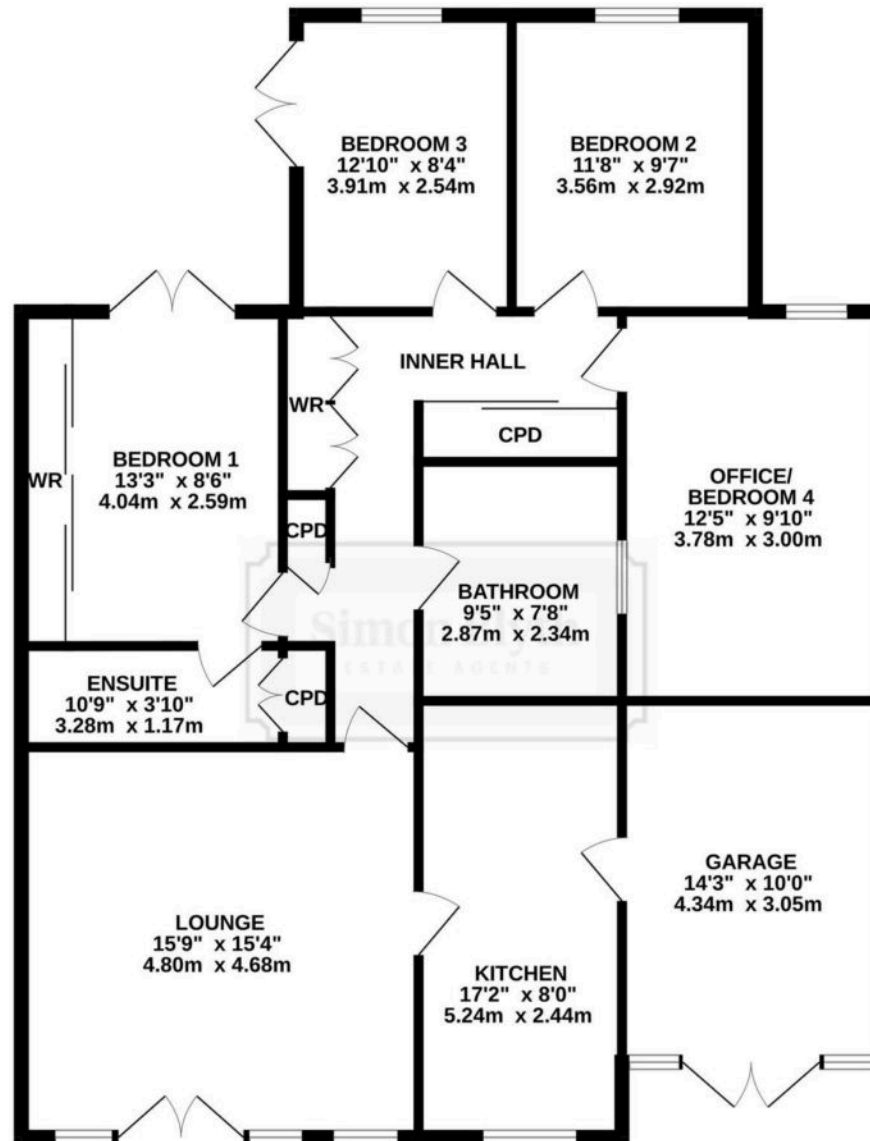 BEDROOM 3
12'10" x 8'4"
3.91m x 2.54m
BEDROOM 2
11'8" x 9'7"
3.56m x 2.92m
INNER HALL
WR
CPD
WR
BEDROOM 1
13'3" x 8'6"
4.04m x 2.59m
OFFICE/
BEDROOM 4
12'5" x 9'10"
3.78m x 3.00m
CPD
BATHROOM
9'5" x 7'8"
2.87m x 2.34m
Simon Blyth
ESTATE AGENTS
ENSUITE
10'9" x 3'10"
3.28m x 1.17m
CPD
GARAGE
14'3" x 10'0"
4.34m x 3.05m
LOUNGE
15'9" x 15'4"
4.80m x 4.68m
KITCHEN
17'2" x 8'0"
5.24m x 2.44m